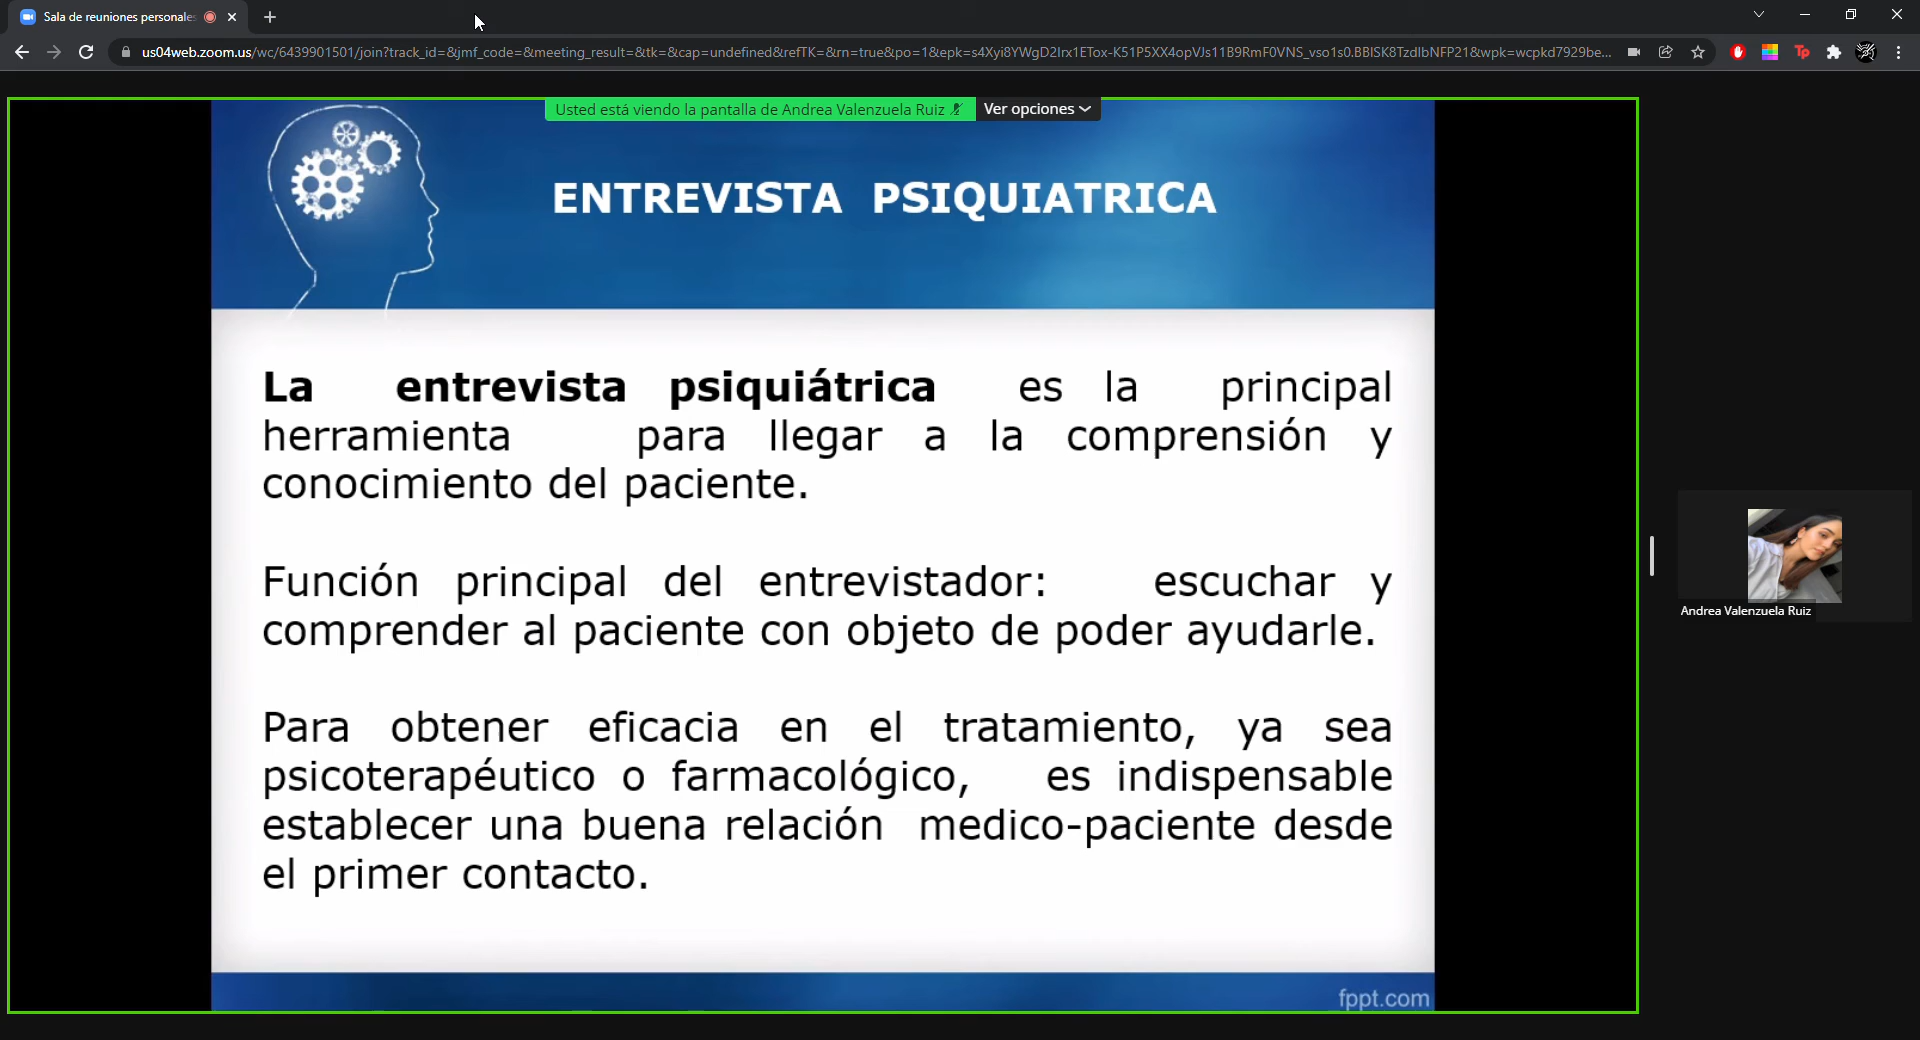 Sala de reuniones personales
us04web.zoom.us/wc/6439901501/join?track_id=&jmf_code=&meeting_result=&tk=&cap=undefined&refTK=&rn=true&po=1&epk=s4Xyi8YWgD2Irx1ETox-K51P5XX4opVJs11B9RmF0VNS_vso1s0.BBISK8TzdIbNFP21&wpk=wcpkd7929be...
Usted está viendo la pantalla de Andrea Valenzuela Ruiz
Ver opciones
ENTREVISTA PSIQUIATRICA
La entrevista psiquiátrica es la principal
herramienta para llegar a la comprensión y
conocimiento del paciente.
Función principal del entrevistador: escuchar y
comprender al paciente con objeto de poder ayudarle.
Para obtener eficacia en el tratamiento, ya sea
psicoterapéutico o farmacológico, es indispensable
establecer una buena relación medico-paciente desde
el primer contacto.
fppt.com
Andrea Valenzuela Ruiz
Tp